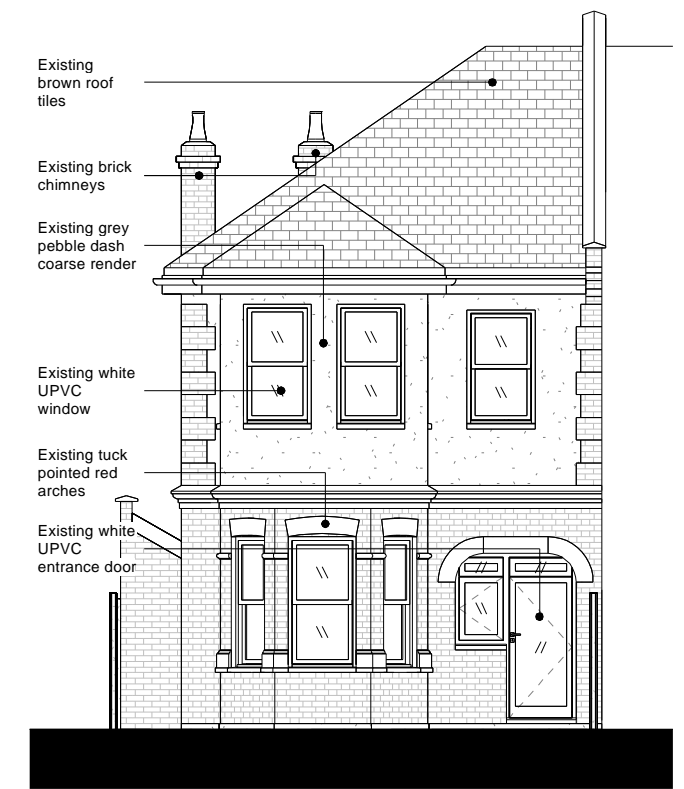 Existing
brown roof
tiles
Existing brick
chimneys
Existing grey
pebble dash
coarse render
Existing white
UPVC
window
Existing tuck
pointed red
arches
Existing white
UPVC
entrance door